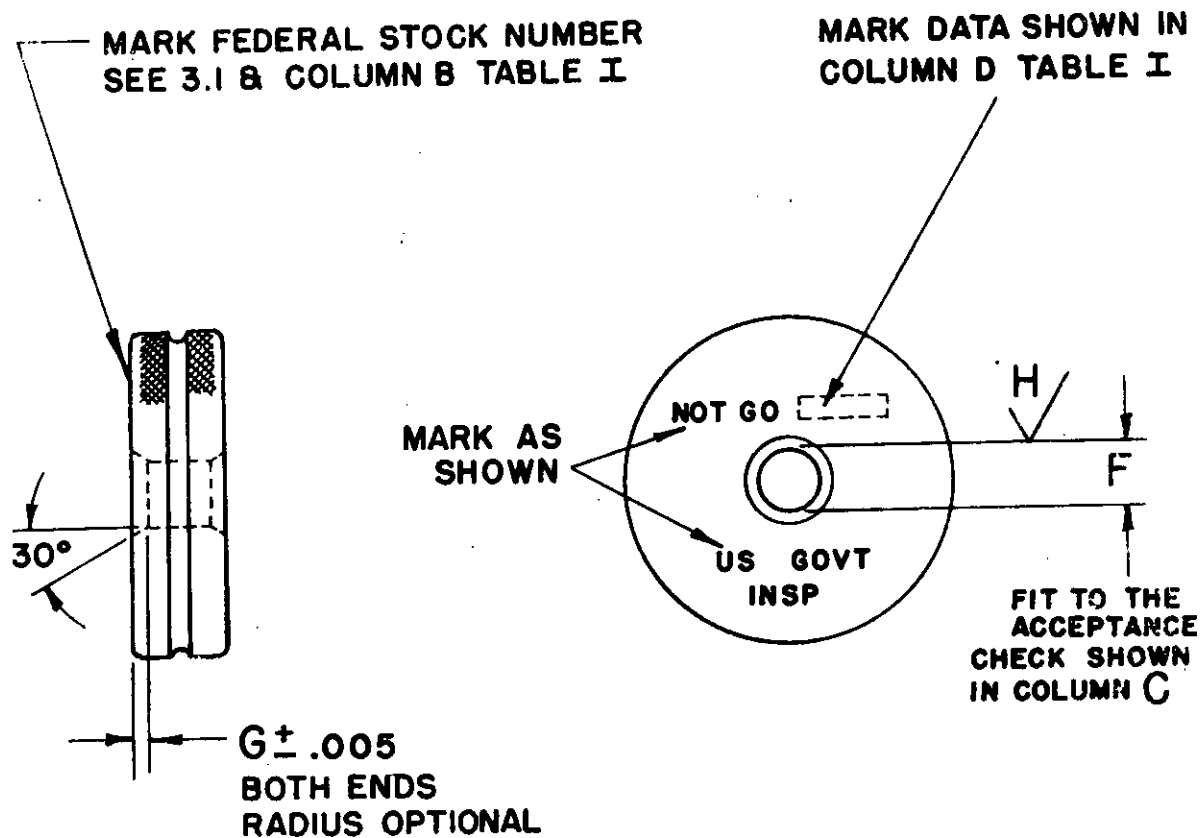 MARK FEDERAL STOCK NUMBER
SEE 3.1 & COLUMN B TABLE I
MARK DATA SHOWN IN
COLUMN D TABLE I
NOT GO
H
MARK AS
SHOWN
F
30°
US GOVT
INSP
FIT TO THE
ACCEPTANCE
CHECK SHOWN
IN COLUMN C
G ± .005
BOTH ENDS
RADIUS OPTIONAL